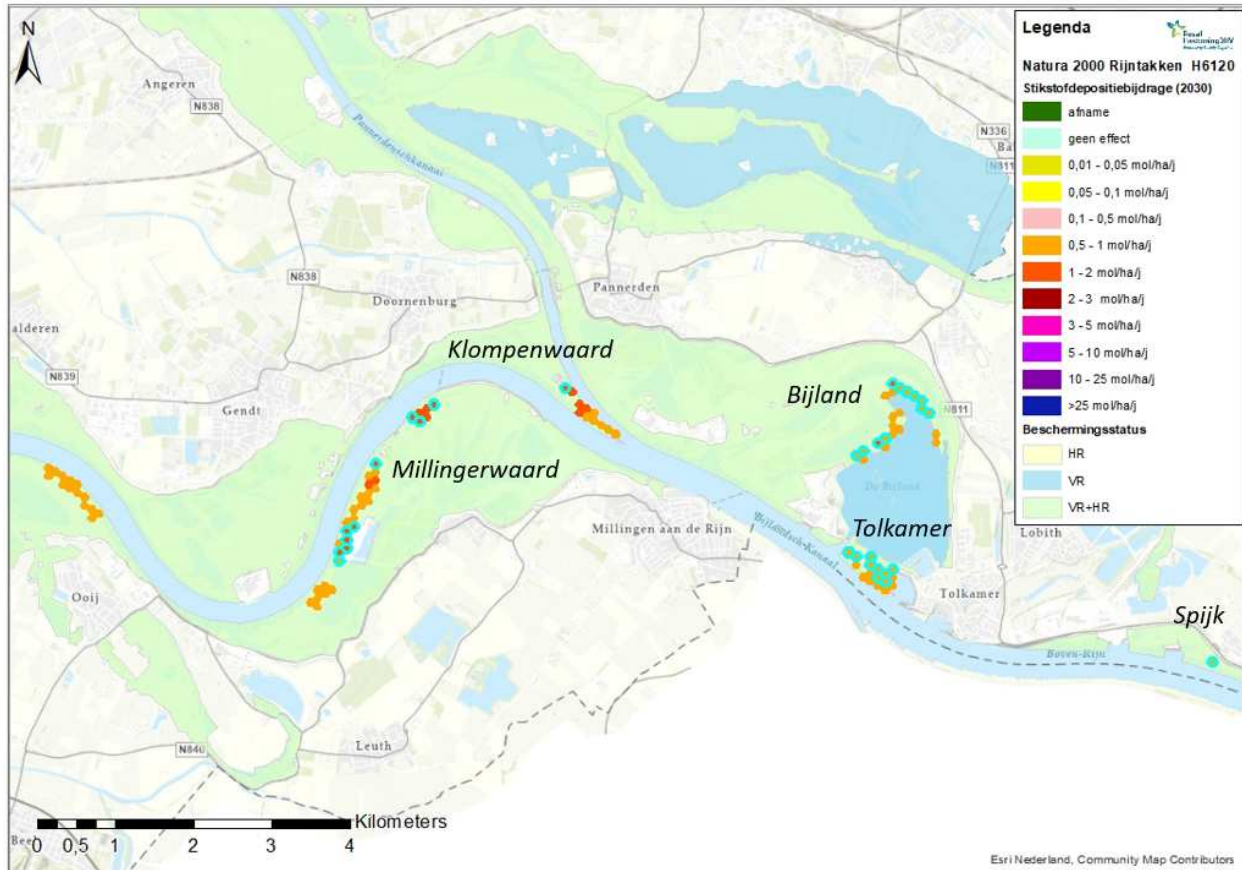 N
Angeren
N838
Pannerdenschkanaal
N336
N811
N838
Doornenburg
Pannerden
alderen
Klompenwaard
N839
Gendt
Bijland
N811
Millingerwaard
De Bijland
Millingen aan de Rijn
Bijlandsch-Kanaal
Tolkamer
Lobith
Ooij
Tolkamer
Spijk
Boven-Rijn
N840
Leuth
Beek
Kilometers
0 0,5 1 2 3 4
Legenda
Royal
HaskoningDHV
Natura 2000 Rijntakken H6120
Stikstofdepositiebijdrage (2030)
afname
geen effect
0,01 - 0,05 mol/ha/j
0,05 - 0,1 mol/ha/j
0,1 - 0,5 mol/ha/j
0,5 - 1 mol/ha/j
1 - 2 mol/ha/j
2 - 3 mol/ha/j
3 - 5 mol/ha/j
5 - 10 mol/ha/j
10 - 25 mol/ha/j
>25 mol/ha/j
Beschermingsstatus
HR
VR
VR+HR
Esri Nederland, Community Map Contributors